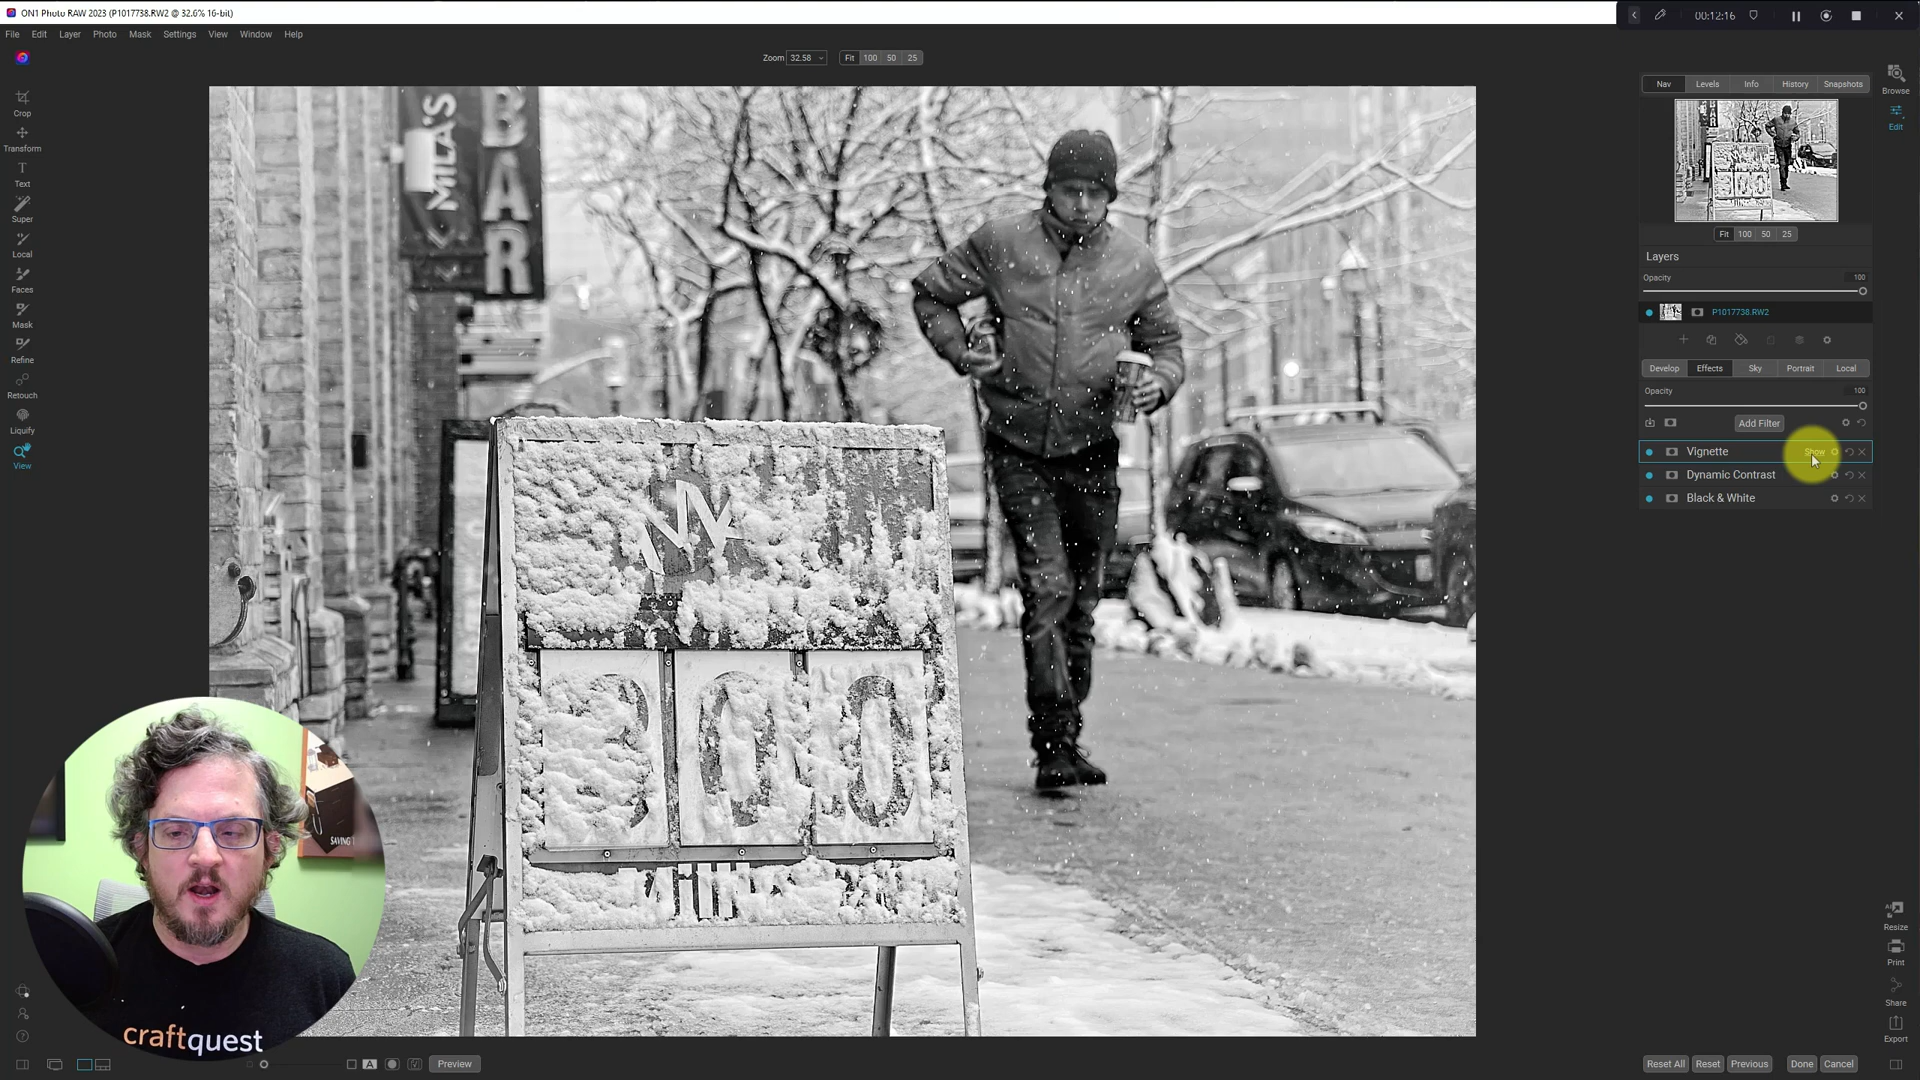 ON1 Photo RAW 2023 (P1017738.RW2 @ 32.6% 16-bit)
00:12:16
File Edit Layer Photo Mask Settings View Window Help
Zoom 32.58 Fit 100 50 25
Crop
Transform
Text
Super
Local
Faces
Mask
Refine
Retouch
Liquify
View
MILA'S
BAR
300
SAVING
craftquest
Nav Levels Info History Snapshots
Fit 100 50 25
Layers
Opacity 100
P1017738.RW2
Develop Effects Sky Portrait Local
Opacity 100
Add Filter
Vignette Show
Dynamic Contrast
Black & White
Browse
Edit
Resize
Print
Share
Export
A Preview
Reset All Reset Previous Done Cancel